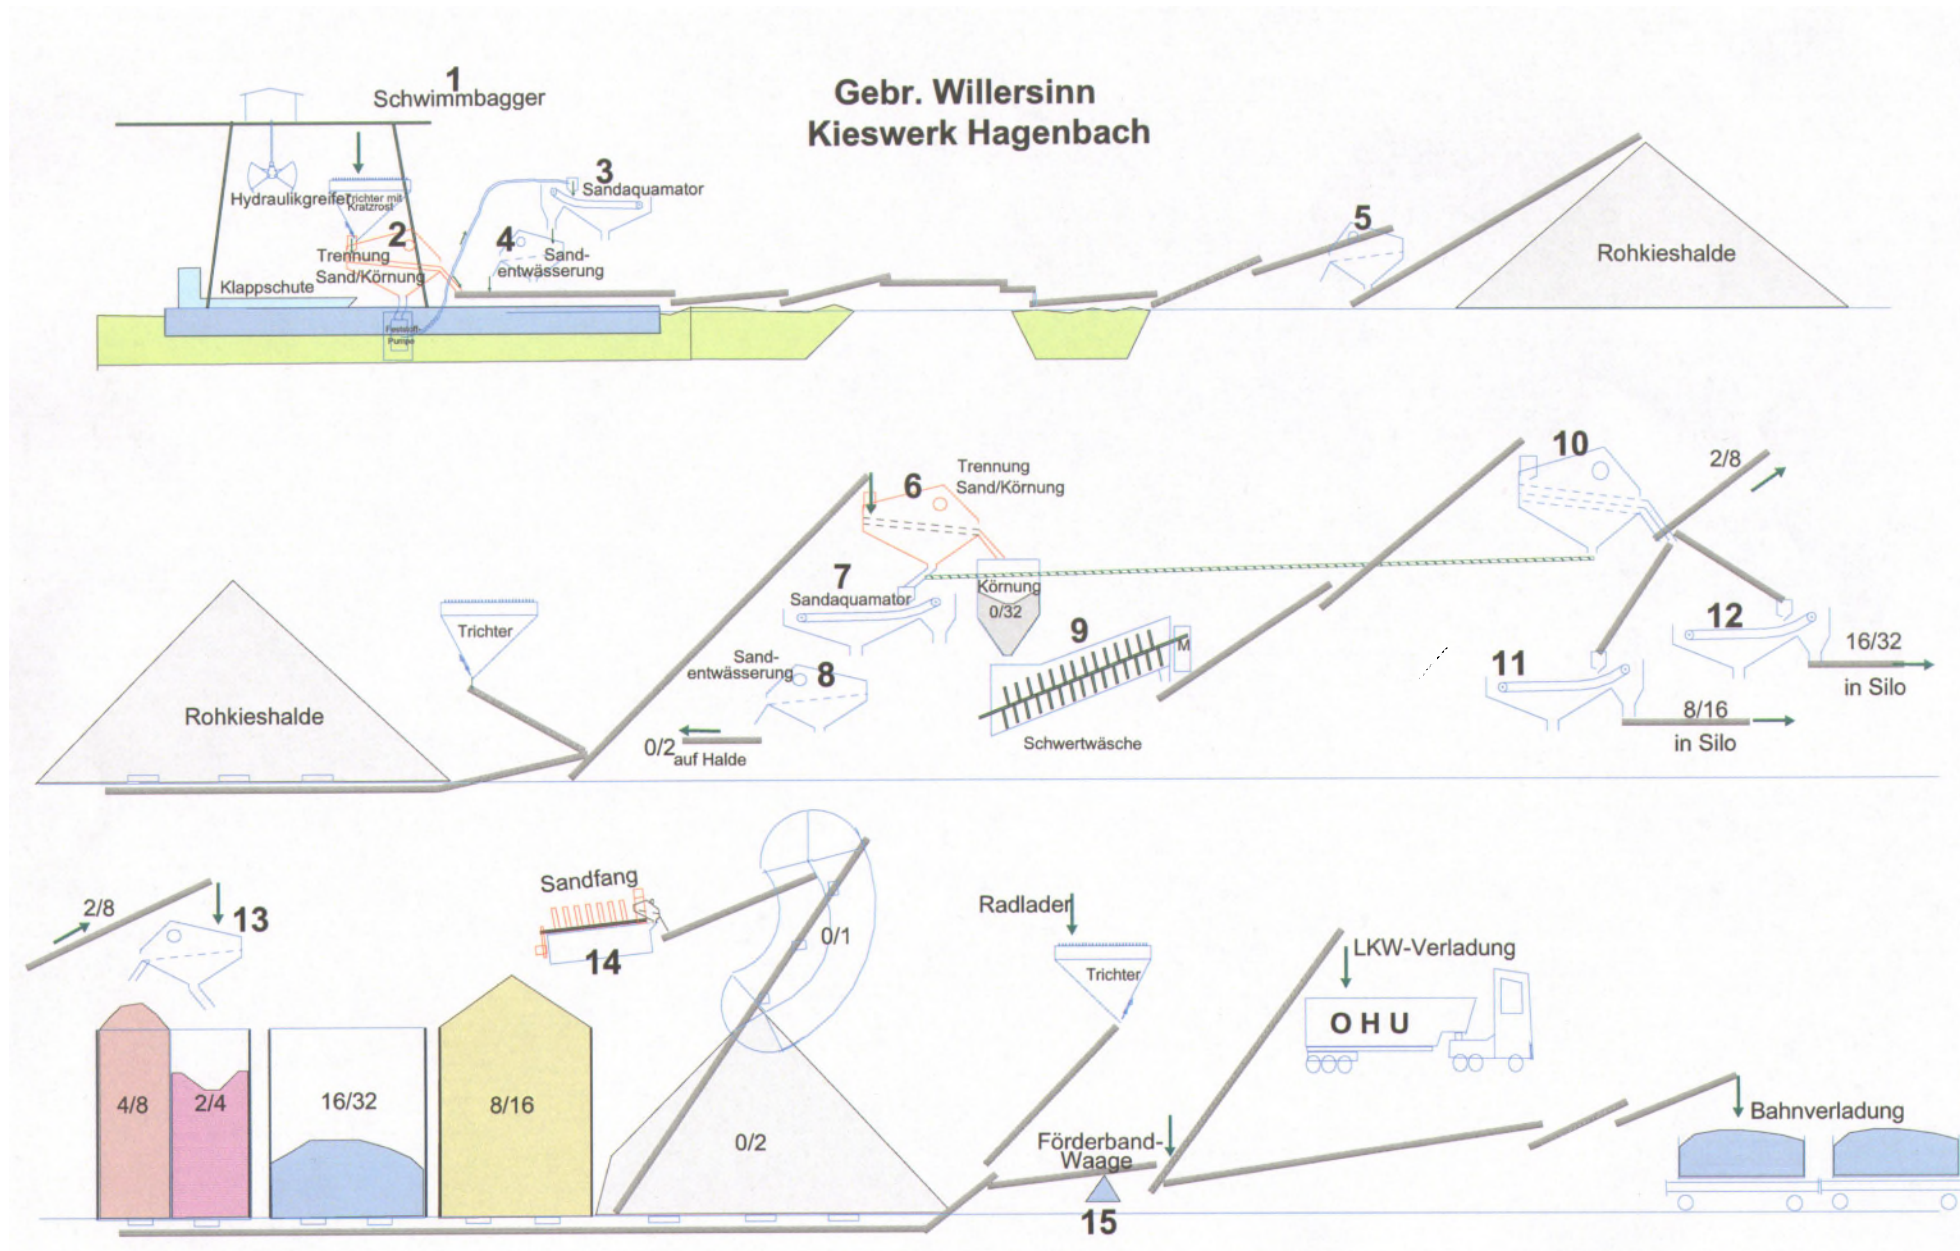 Gebr. Willersinn
Kieswerk Hagenbach
1
Schwimmbagger
Hydraulikgreifer
Trichter mit
Kratzrost
2
Trennung
Sand/Körnung
Klappschute
Feststoff-
Pumpe
3
Sandaquamator
4
Sand-
entwässerung
5
Rohkieshalde
Rohkieshalde
Trichter
6
Trennung
Sand/Körnung
7
Sandaquamator
Körnung
0/32
8
Sand-
entwässerung
0/2
auf Halde
9
M
Schwertwäsche
10
2/8
11
8/16
in Silo
12
16/32
in Silo
2/8
13
4/8
2/4
16/32
8/16
Sandfang
14
0/1
0/2
Radlader
Trichter
Förderband-
Waage
15
LKW-Verladung
OHU
Bahnverladung